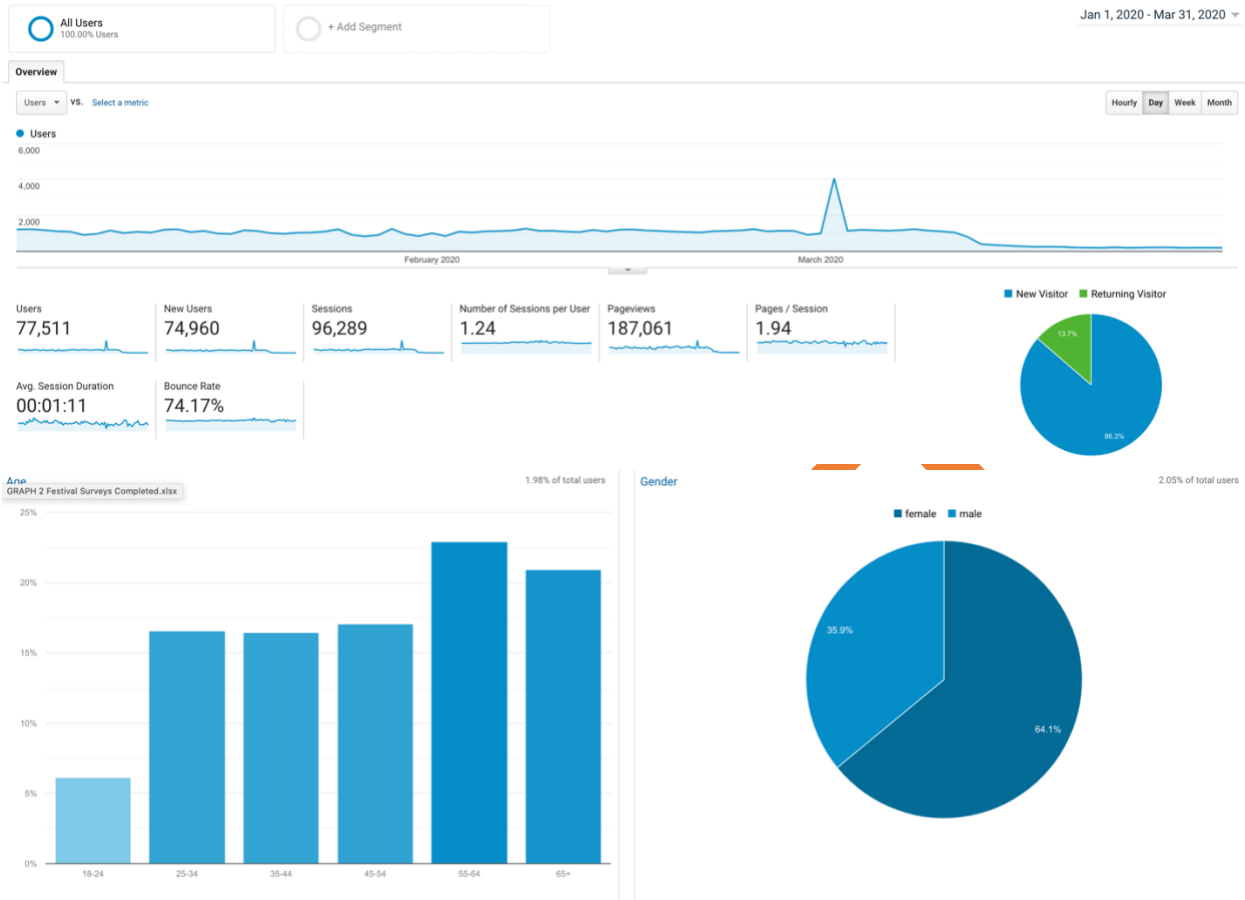 All Users
100.00% Users
+ Add Segment
Jan 1, 2020 - Mar 31, 2020
Overview
Users
VS.
Select a metric
Hourly
Day
Week
Month
Users
6,000
4,000
2,000
February 2020
March 2020
Users
77,511
New Users
74,960
Sessions
96,289
Number of Sessions per User
1.24
Pageviews
187,061
Pages / Session
1.94
Avg. Session Duration
00:01:11
Bounce Rate
74.17%
New Visitor
Returning Visitor
13.7%
86.3%
Age
GRAPH 2 Festival Surveys Completed.xlsx
1.98% of total users
25%
20%
15%
10%
5%
0%
18-24
25-34
35-44
45-54
55-64
65+
Gender
2.05% of total users
female
male
35.9%
64.1%